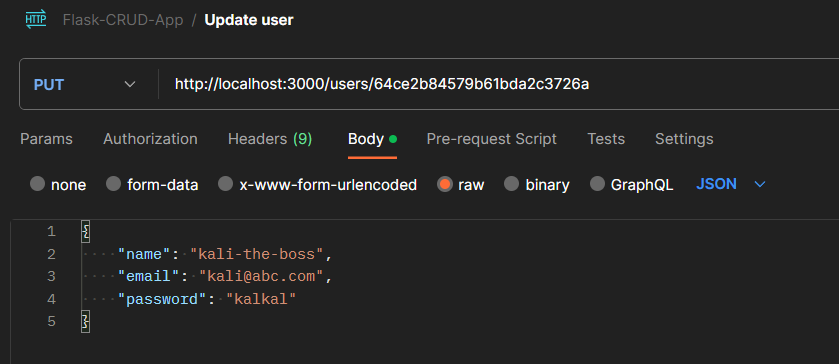 HTTP Flask-CRUD-App / Update user
PUT http://localhost:3000/users/64ce2b84579b61bda2c3726a
Params Authorization Headers (9) Body Pre-request Script Tests Settings
none form-data x-www-form-urlencoded raw binary GraphQL JSON
1 {
2 "name": "kali-the-boss",
3 "email": "kali@abc.com",
4 "password": "kalkal"
5 }